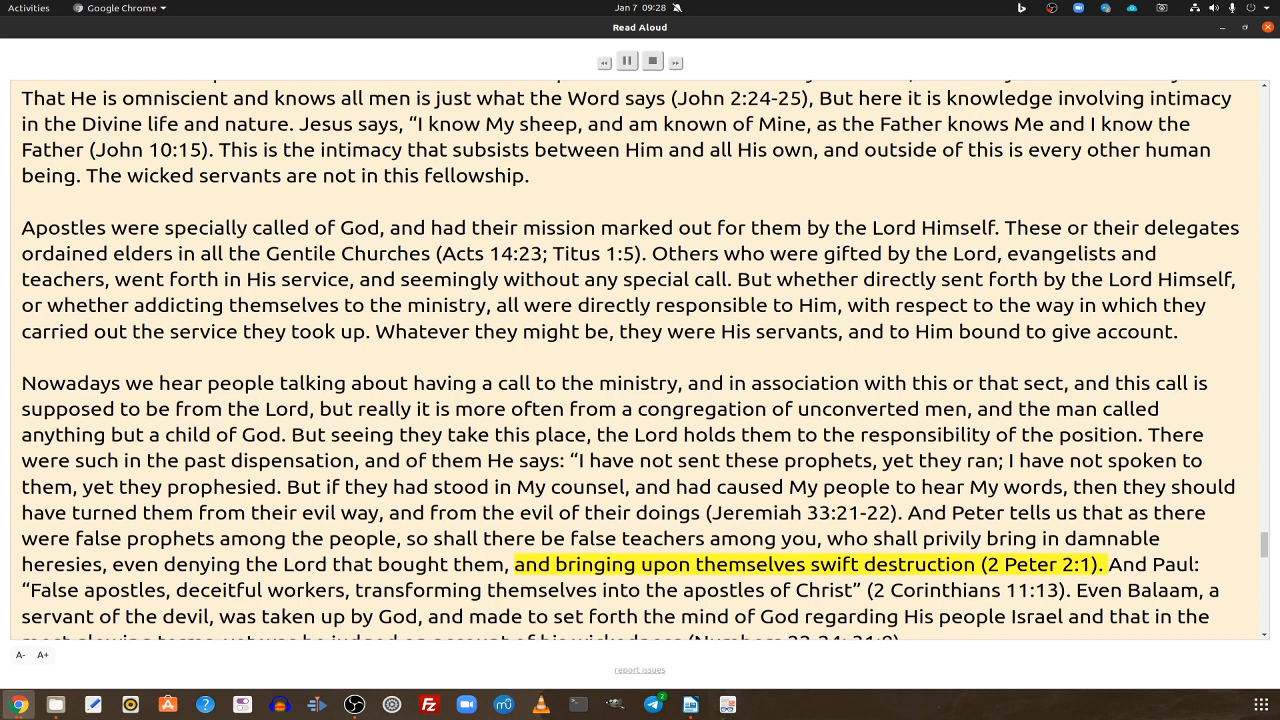 Activities
Google Chrome
Jan 7 09:28
Read Aloud
That He is omniscient and knows all men is just what the Word says (John 2:24-25), But here it is knowledge involving intimacy
in the Divine life and nature. Jesus says, “I know My sheep, and am known of Mine, as the Father knows Me and I know the
Father (John 10:15). This is the intimacy that subsists between Him and all His own, and outside of this is every other human
being. The wicked servants are not in this fellowship.
Apostles were specially called of God, and had their mission marked out for them by the Lord Himself. These or their delegates
ordained elders in all the Gentile Churches (Acts 14:23; Titus 1:5). Others who were gifted by the Lord, evangelists and
teachers, went forth in His service, and seemingly without any special call. But whether directly sent forth by the Lord Himself,
or whether addicting themselves to the ministry, all were directly responsible to Him, with respect to the way in which they
carried out the service they took up. Whatever they might be, they were His servants, and to Him bound to give account.
Nowadays we hear people talking about having a call to the ministry, and in association with this or that sect, and this call is
supposed to be from the Lord, but really it is more often from a congregation of unconverted men, and the man called
anything but a child of God. But seeing they take this place, the Lord holds them to the responsibility of the position. There
were such in the past dispensation, and of them He says: “I have not sent these prophets, yet they ran; I have not spoken to
them, yet they prophesied. But if they had stood in My counsel, and had caused My people to hear My words, then they should
have turned them from their evil way, and from the evil of their doings (Jeremiah 33:21-22). And Peter tells us that as there
were false prophets among the people, so shall there be false teachers among you, who shall privily bring in damnable
heresies, even denying the Lord that bought them, and bringing upon themselves swift destruction (2 Peter 2:1). And Paul:
“False apostles, deceitful workers, transforming themselves into the apostles of Christ” (2 Corinthians 11:13). Even Balaam, a
servant of the devil, was taken up by God, and made to set forth the mind of God regarding His people Israel and that in the
A- A+
report issues